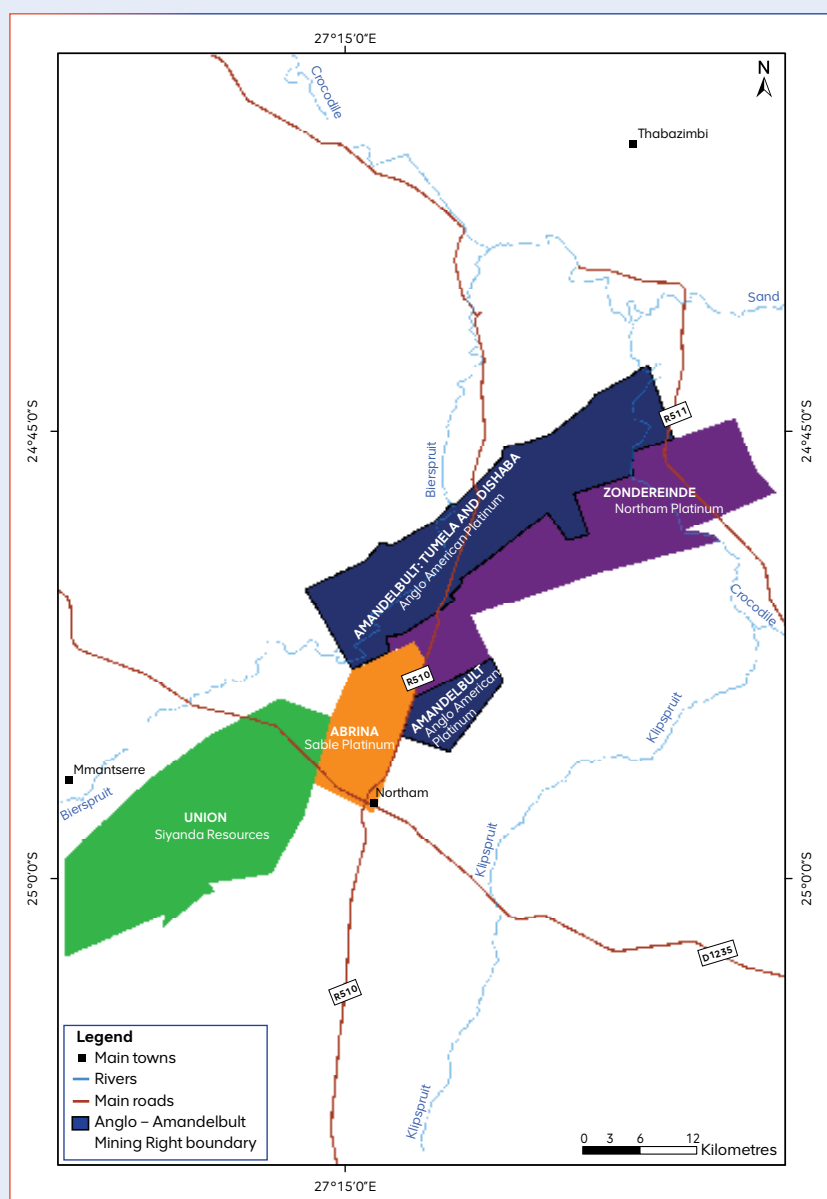 27°15'0"E
N
Crocodile
Thabazimbi
Sand
24°45'0"S
24°45'0"S
R511
Bierspruit
AMANDELBULT: TUMELA AND DISHABA
Anglo American Platinum
ZONDEREINDE
Northam Platinum
Crocodile
R510
AMANDELBULT
Anglo American
Platinum
Klipspruit
ABRINA
Sable Platinum
Mmantserre
Bierspruit
Northam
UNION
Siyanda Resources
Klipspruit
25°0'0"S
25°0'0"S
D1235
R510
Klipspruit
Legend
Main towns
Rivers
Main roads
Anglo – Amandelbult
Mining Right boundary
0 3 6 12
Kilometres
27°15'0"E